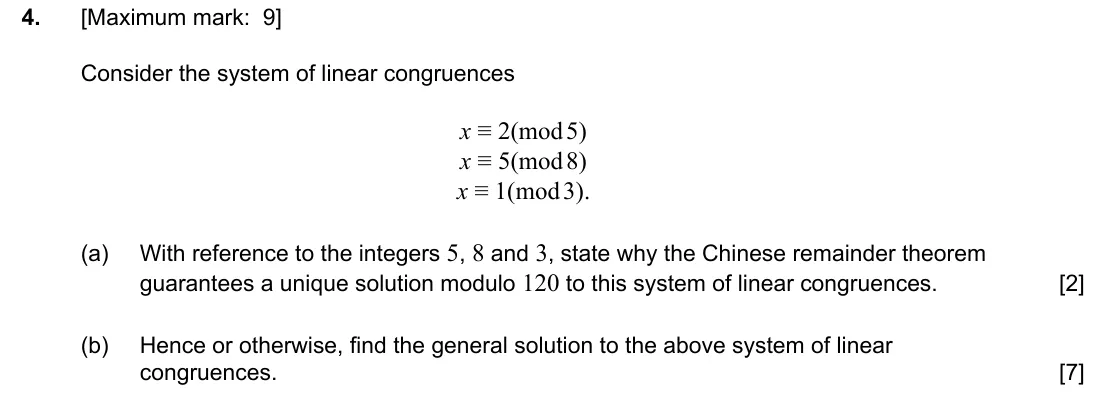 4. [Maximum mark: 9]
Consider the system of linear congruences
x ≡ 2(mod 5)
x ≡ 5(mod 8)
x ≡ 1(mod 3).
(a) With reference to the integers 5, 8 and 3, state why the Chinese remainder theorem
guarantees a unique solution modulo 120 to this system of linear congruences. [2]
(b) Hence or otherwise, find the general solution to the above system of linear
congruences. [7]